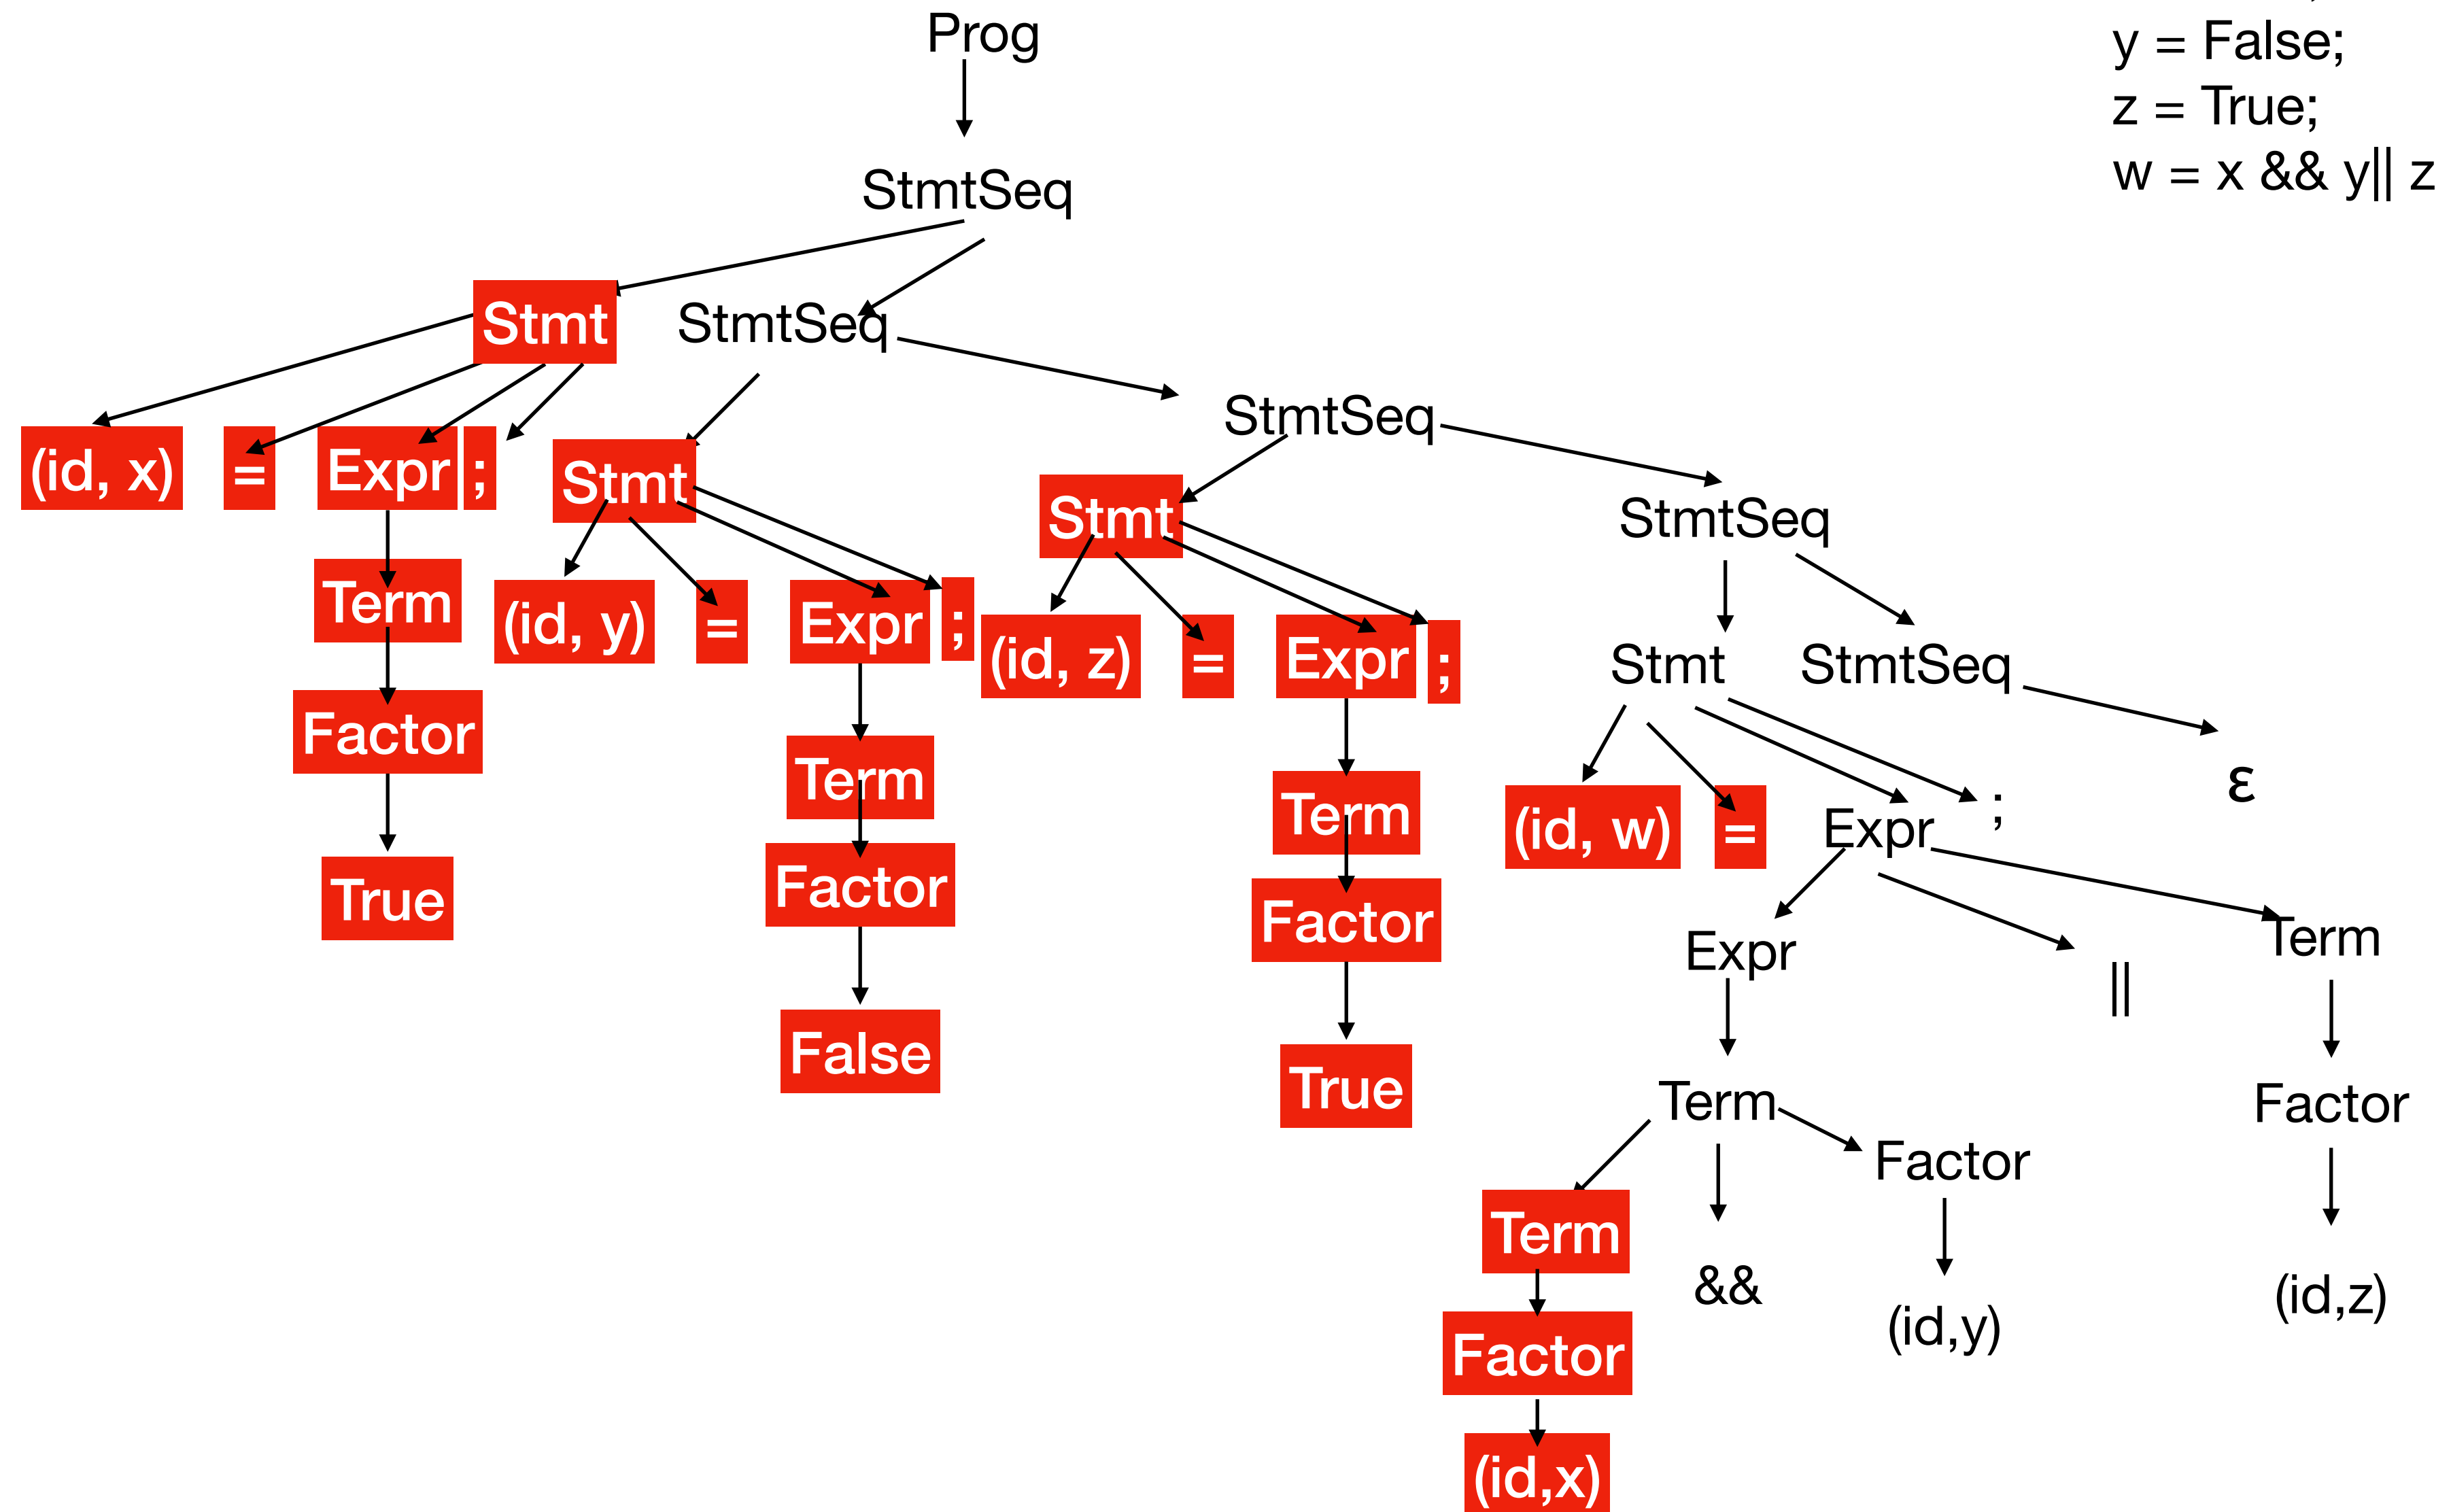 Prog
y = False;
z = True;
w = x && y|| z
StmtSeq
Stmt
StmtSeq
StmtSeq
(id, x)
=
Expr
;
Stmt
Stmt
StmtSeq
Term
(id, y)
=
Expr
;
(id, z)
=
Expr
;
Stmt
StmtSeq
Factor
Term
Term
(id, w)
=
Expr
;
ε
True
Factor
Factor
Expr
||
Term
False
True
Term
Factor
Factor
Term
&&
(id,y)
(id,z)
Factor
(id,x)